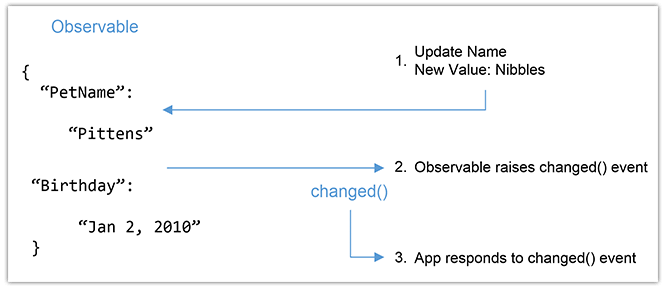 Observable
1. Update Name
New Value: Nibbles
{
“PetName”:
“Pittens”
2. Observable raises changed() event
“Birthday”:
changed()
“Jan 2, 2010”
}
3. App responds to changed() event